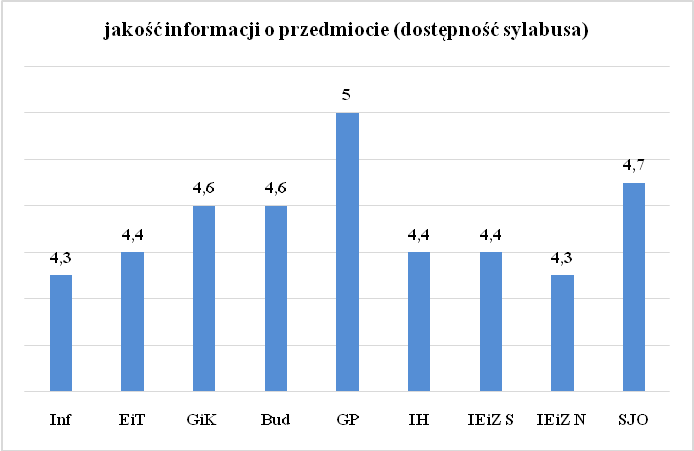 jakość informacji o przedmiocie (dostępność sylabusa)
5
4,7
4,6 4,6
4,4 4,4 4,4
4,3 4,3
Inf EiT GiK Bud GP IH IEiZ S IEiZ N SJO